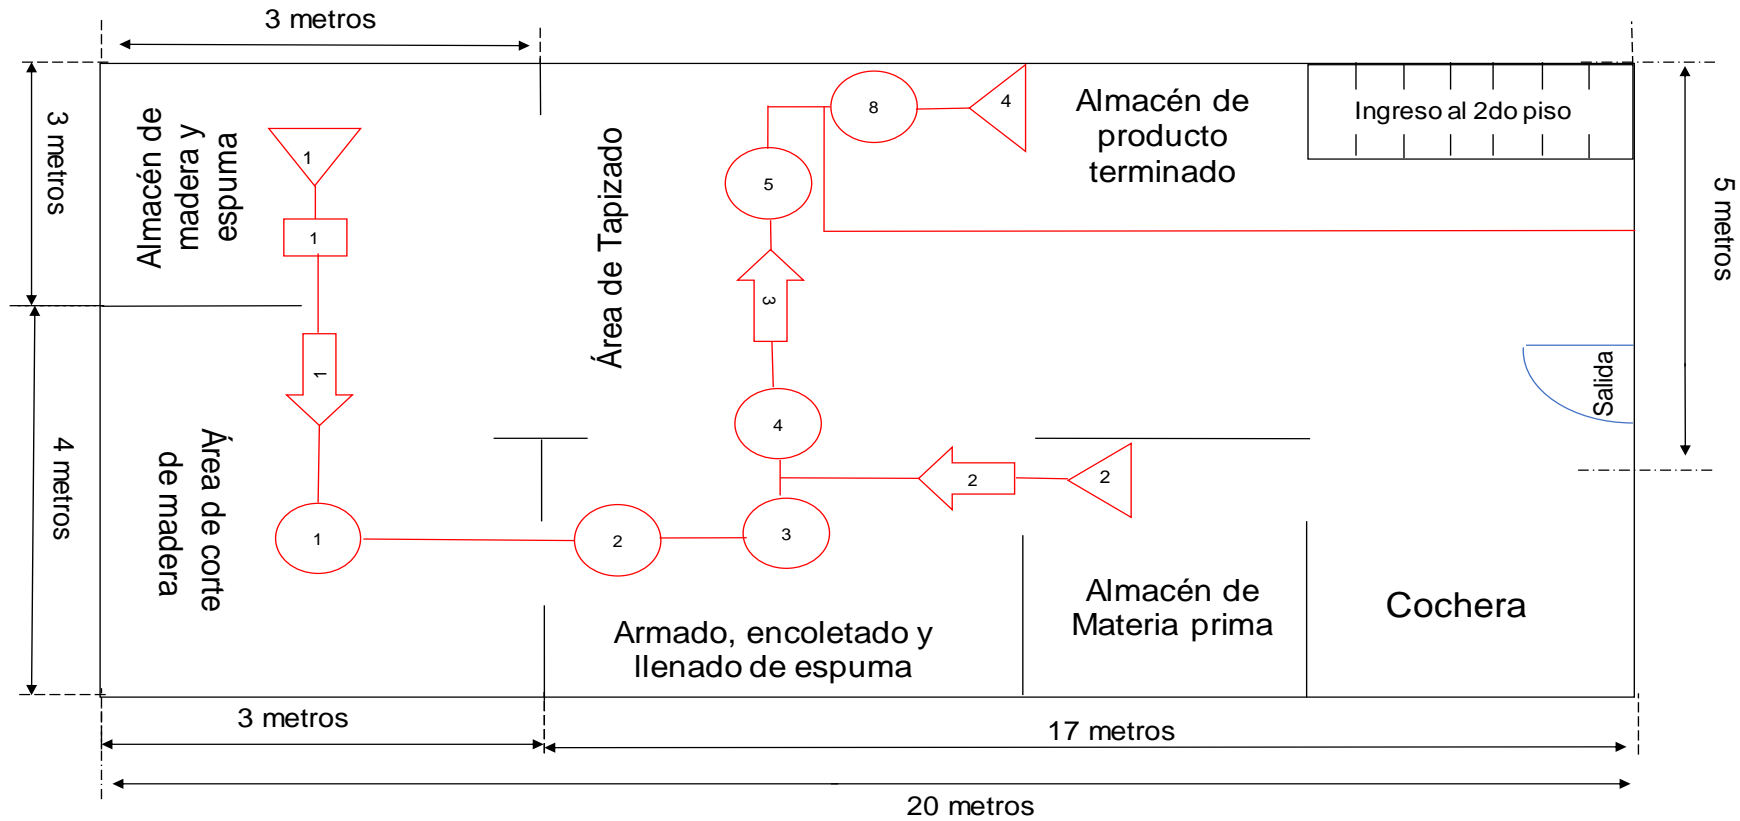 3 metros
3 metros
Almacén de
madera y
espuma
1
1
1
4 metros
Área de corte
de madera
1
Área de Tapizado
8
4
5
3
4
Almacén de
producto
terminado
Ingreso al 2do piso
5 metros
Salida
2
2
2
3
Armado, encoletado y
llenado de espuma
Almacén de
Materia prima
Cochera
3 metros
17 metros
20 metros